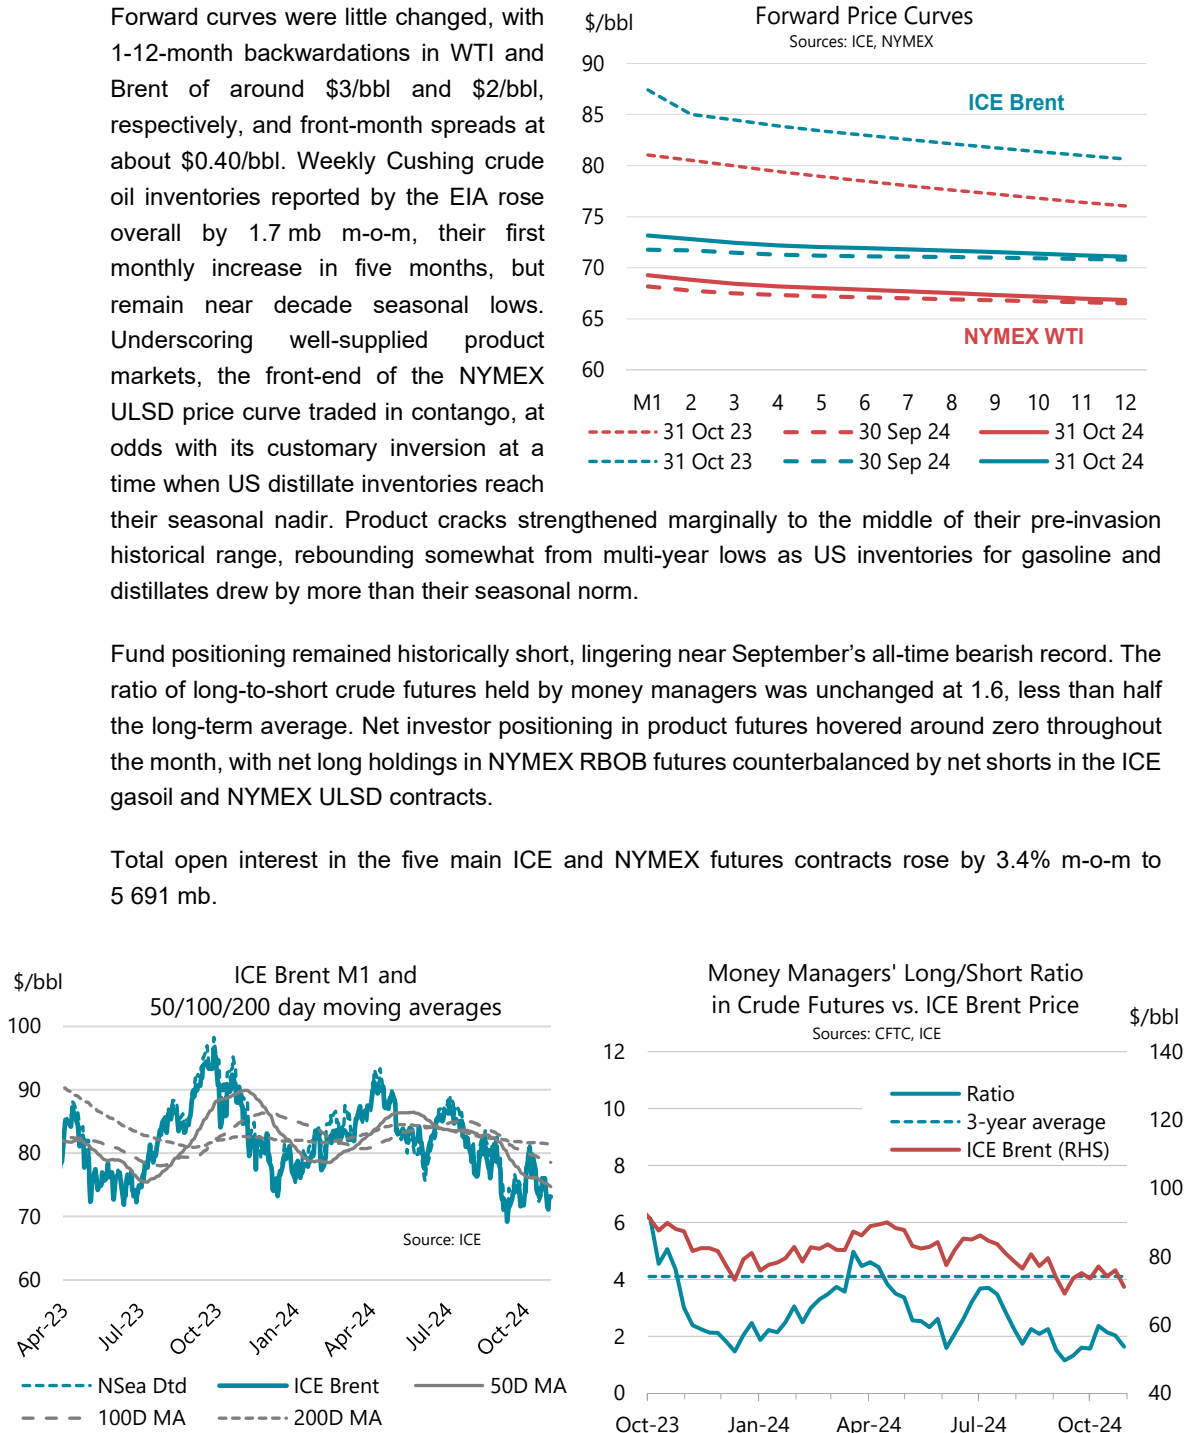 Forward curves were little changed, with
1-12-month backwardations in WTI and
Brent of around $3/bbl and $2/bbl,
respectively, and front-month spreads at
about $0.40/bbl. Weekly Cushing crude
oil inventories reported by the EIA rose
overall by 1.7 mb m-o-m, their first
monthly increase in five months, but
remain near decade seasonal lows.
Underscoring well-supplied product
markets, the front-end of the NYMEX
ULSD price curve traded in contango, at
odds with its customary inversion at a
time when US distillate inventories reach
their seasonal nadir. Product cracks strengthened marginally to the middle of their pre-invasion
historical range, rebounding somewhat from multi-year lows as US inventories for gasoline and
distillates drew by more than their seasonal norm.
$/bbl
Forward Price Curves
Sources: ICE, NYMEX
90
85
80
75
70
65
60
ICE Brent
NYMEX WTI
M1 2 3 4 5 6 7 8 9 10 11 12
31 Oct 23 30 Sep 24 31 Oct 24
31 Oct 23 30 Sep 24 31 Oct 24
Fund positioning remained historically short, lingering near September’s all-time bearish record. The
ratio of long-to-short crude futures held by money managers was unchanged at 1.6, less than half
the long-term average. Net investor positioning in product futures hovered around zero throughout
the month, with net long holdings in NYMEX RBOB futures counterbalanced by net shorts in the ICE
gasoil and NYMEX ULSD contracts.
Total open interest in the five main ICE and NYMEX futures contracts rose by 3.4% m-o-m to
5 691 mb.
$/bbl
ICE Brent M1 and
50/100/200 day moving averages
100
90
80
70
60
Source: ICE
Apr-23 Jul-23 Oct-23 Jan-24 Apr-24 Jul-24 Oct-24
NSea Dtd ICE Brent 50D MA
100D MA 200D MA
Money Managers' Long/Short Ratio
in Crude Futures vs. ICE Brent Price
Sources: CFTC, ICE
$/bbl
12
10
8
6
4
2
0
Ratio
3-year average
ICE Brent (RHS)
140
120
100
80
60
40
Oct-23 Jan-24 Apr-24 Jul-24 Oct-24